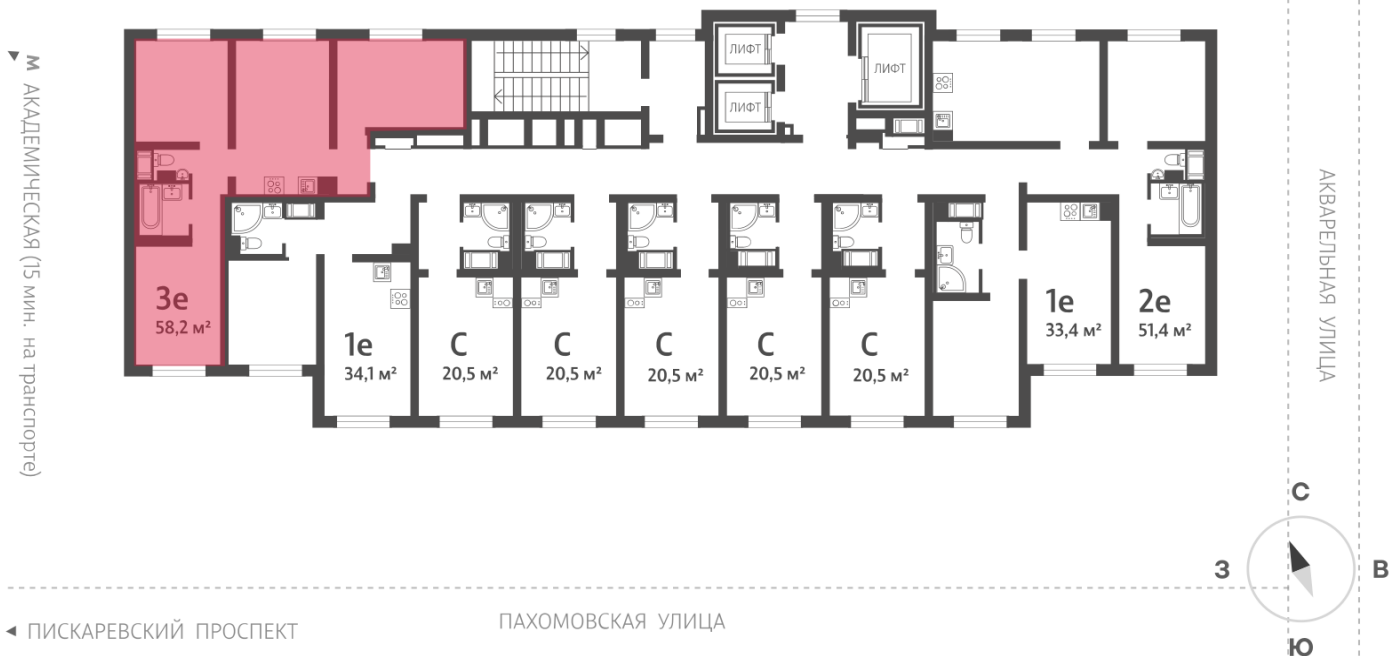 ЛИФТ
ЛИФТ
ЛИФТ
М АКАДЕМИЧЕСКАЯ (15 мин. на транспорте)
АКВАРЕЛЬНАЯ УЛИЦА
3е
58,2 м²
1е
34,1 м²
С
20,5 м²
С
20,5 м²
С
20,5 м²
С
20,5 м²
С
20,5 м²
1е
33,4 м²
2е
51,4 м²
С
З
В
Ю
ПАХОМОВСКАЯ УЛИЦА
ПИСКАРЕВСКИЙ ПРОСПЕКТ